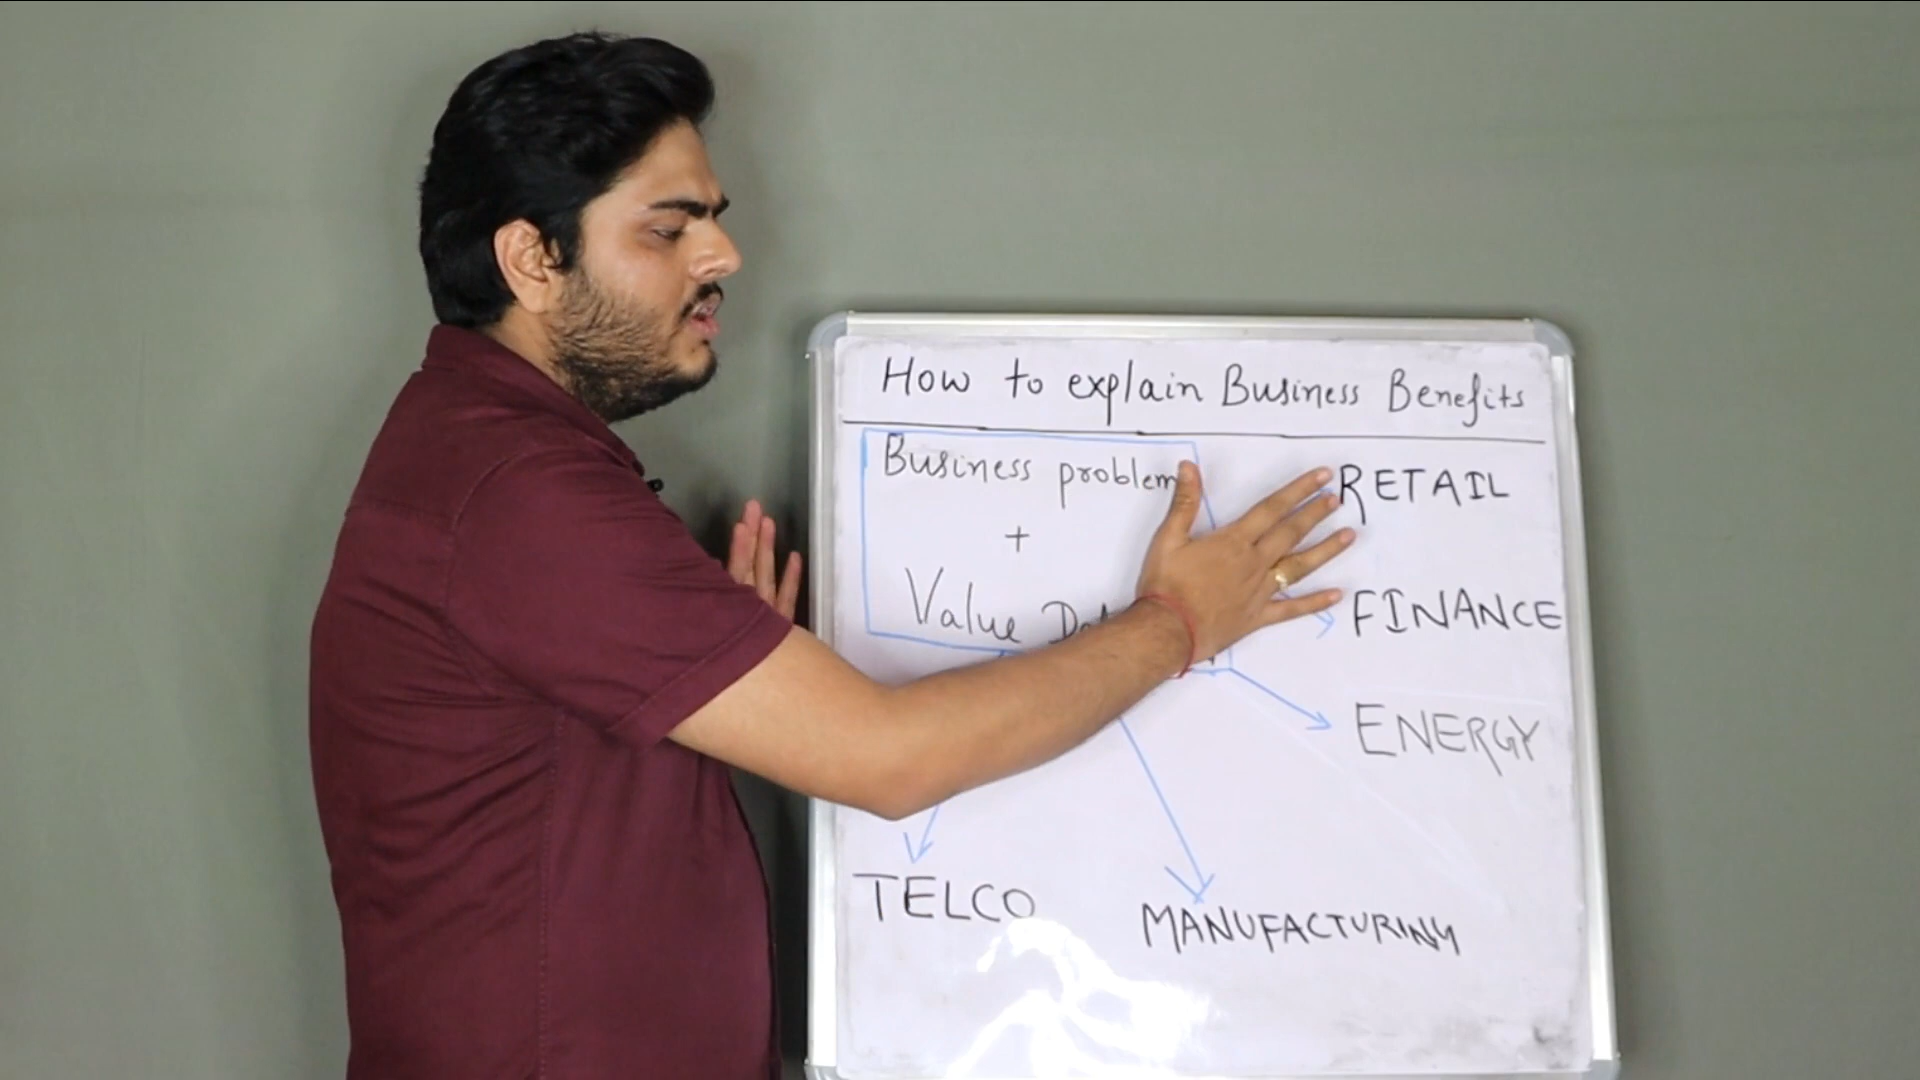 How to explain Business Benefits
Business problem
+
Value
RETAIL
FINANCE
ENERGY
TELCO
MANUFACTURING